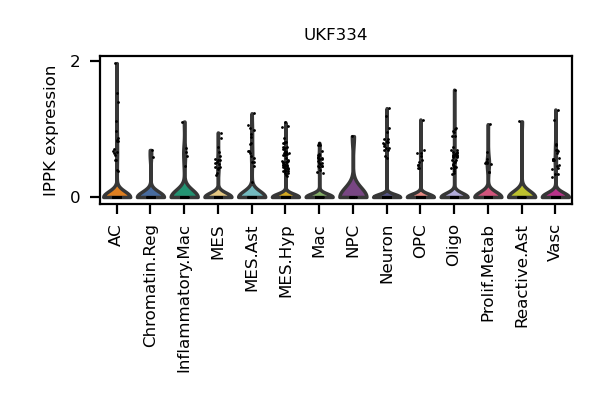 UKF334
IPPK expression
2
0
AC
Chromatin.Reg
Inflammatory.Mac
MES
MES.Ast
MES.Hyp
Mac
NPC
Neuron
OPC
Oligo
Prolif.Metab
Reactive.Ast
Vasc